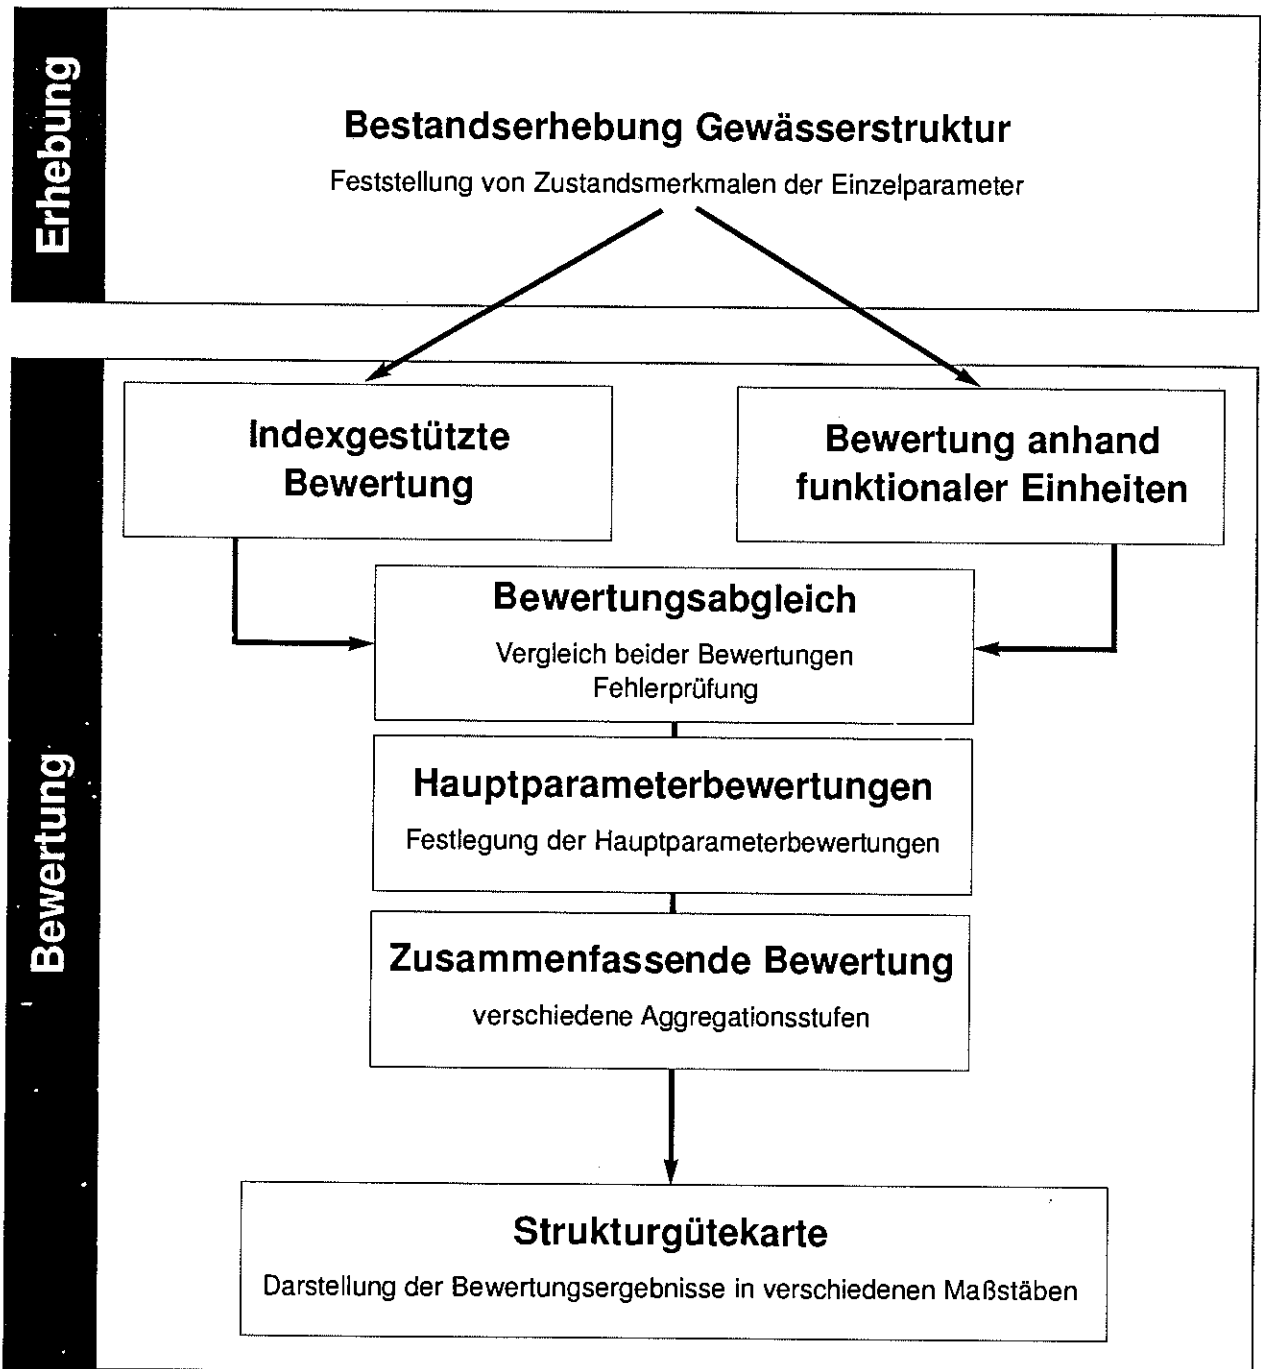 Erhebung
Bestandserhebung Gewässerstruktur
Feststellung von Zustandsmerkmalen der Einzelparameter
Bewertung
Indexgestützte
Bewertung
Bewertung anhand
funktionaler Einheiten
Bewertungsabgleich
Vergleich beider Bewertungen
Fehlerprüfung
Hauptparameterbewertungen
Festlegung der Hauptparameterbewertungen
Zusammenfassende Bewertung
verschiedene Aggregationsstufen
Strukturgütekarte
Darstellung der Bewertungsergebnisse in verschiedenen Maßstäben